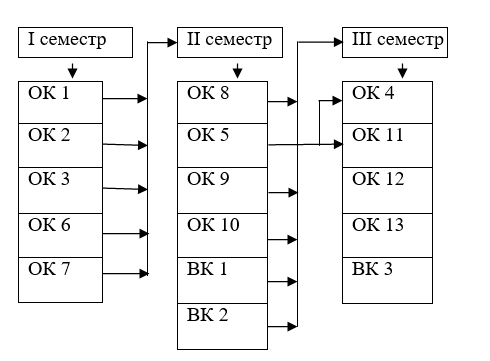 I семестр
II семестр
III семестр
ОК 1
ОК 2
ОК 3
ОК 6
ОК 7
ОК 8
ОК 5
ОК 9
ОК 10
ВК 1
ВК 2
ОК 4
ОК 11
ОК 12
ОК 13
ВК 3